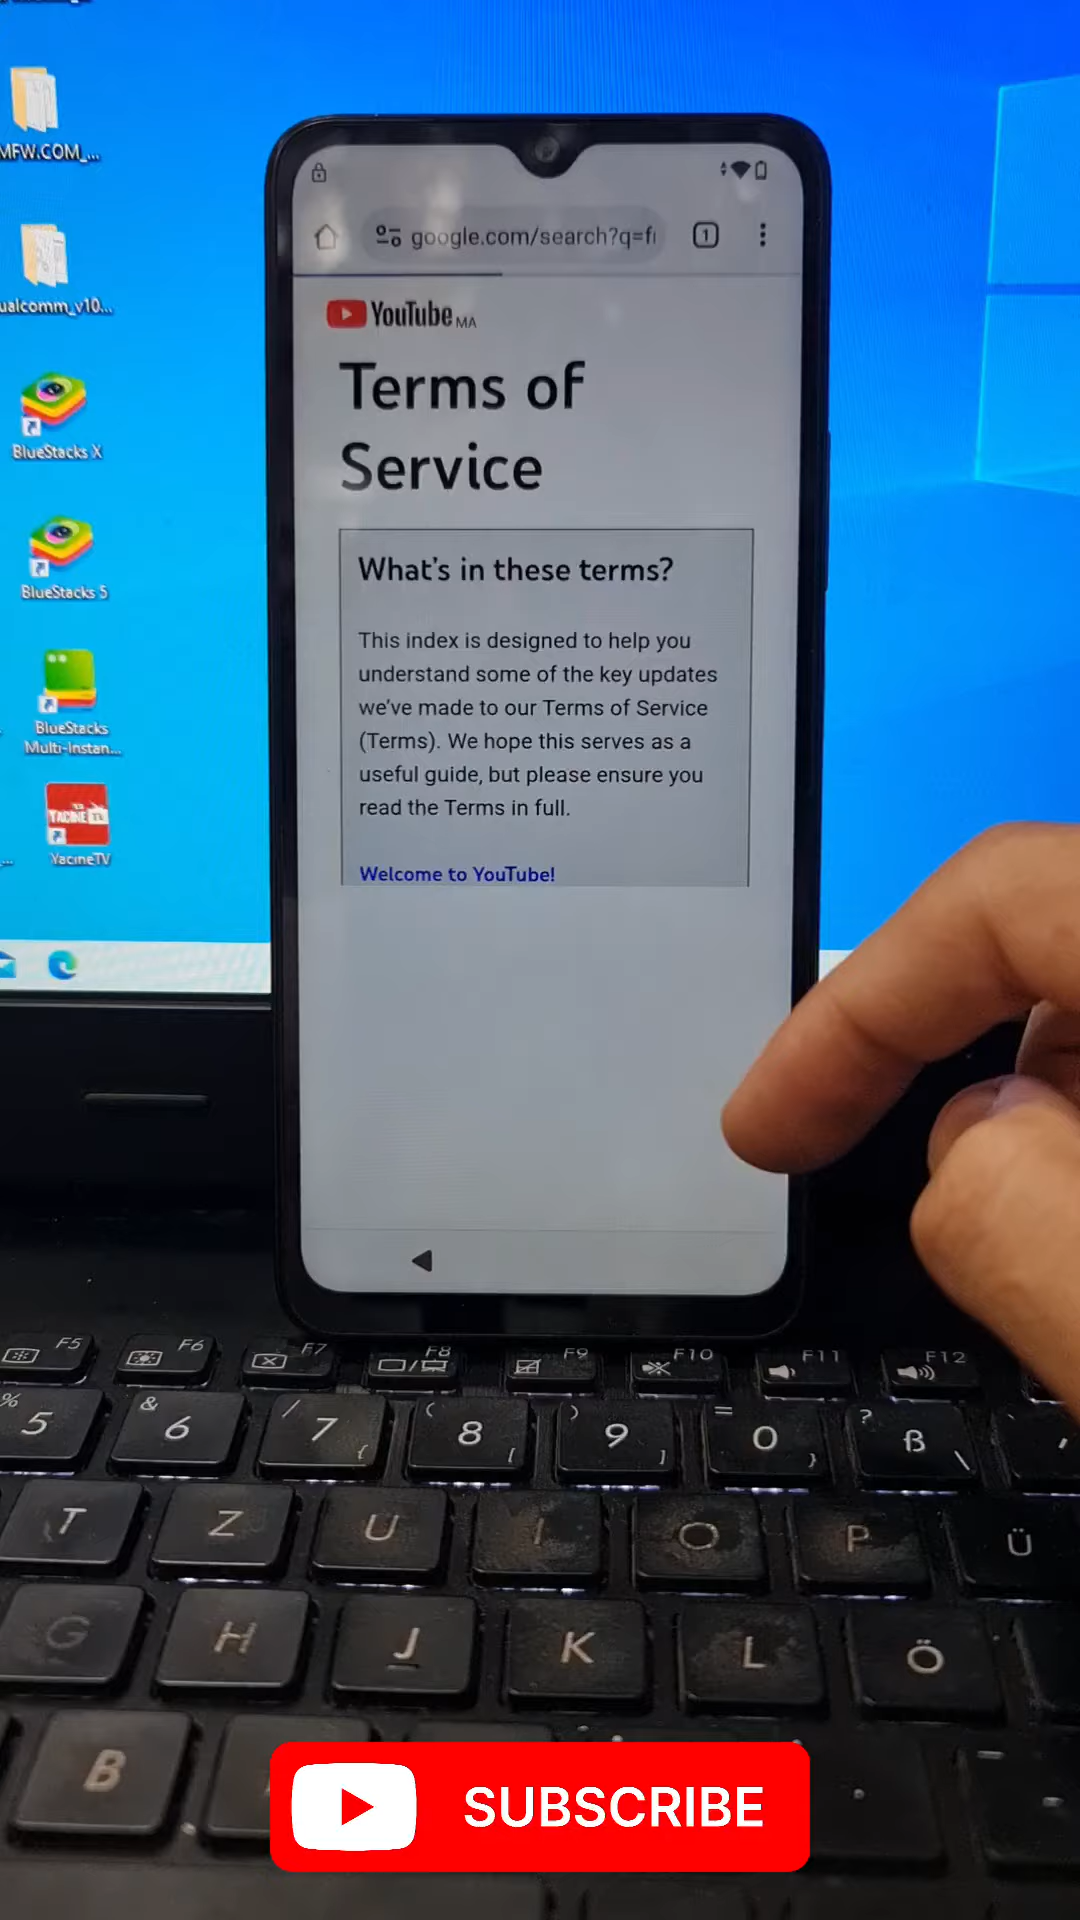 MFW.COM_...
ualcomm_v10...
BlueStacks X
BlueStacks 5
BlueStacks
Multi-Instan...
YACINE TV
YacineTV
google.com/search?q=fi
1
YouTube MA
Terms of
Service
What's in these terms?
This index is designed to help you
understand some of the key updates
we've made to our Terms of Service
(Terms). We hope this serves as a
useful guide, but please ensure you
read the Terms in full.
Welcome to YouTube!
F5 F6 F7 F8 F9 F10 F11 F12
% 5 & 6 / 7 { ( 8 [ ) 9 ] = 0 } ? ß \
T Z U I O P Ü
G H J K L Ö
B
SUBSCRIBE